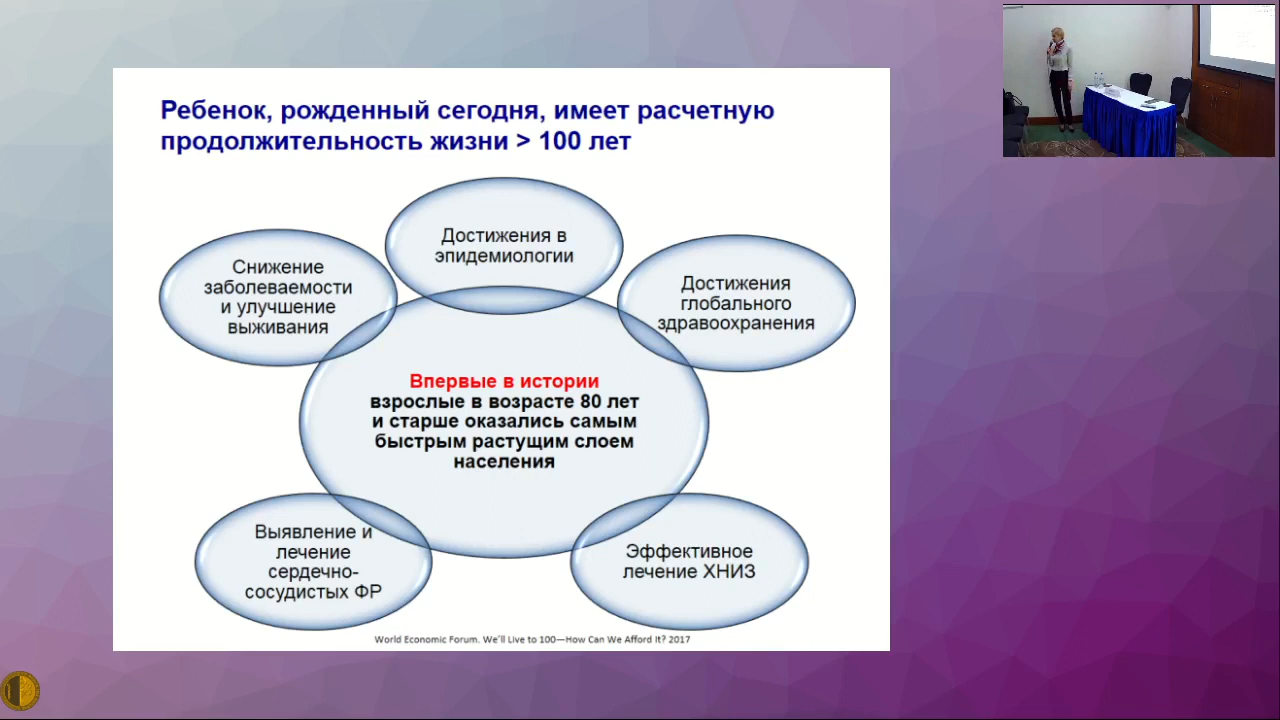 Ребенок, рожденный сегодня, имеет расчетную
продолжительность жизни > 100 лет
Достижения в
эпидемиологии
Снижение
заболеваемости
и улучшение
выживания
Достижения
глобального
здравоохранения
Впервые в истории
взрослые в возрасте 80 лет
и старше оказались самым
быстрым растущим слоем
населения
Выявление и
лечение
сердечно-
сосудистых ФР
Эффективное
лечение ХНИЗ
World Economic Forum. We'll Live to 100—How Can We Afford It? 2017